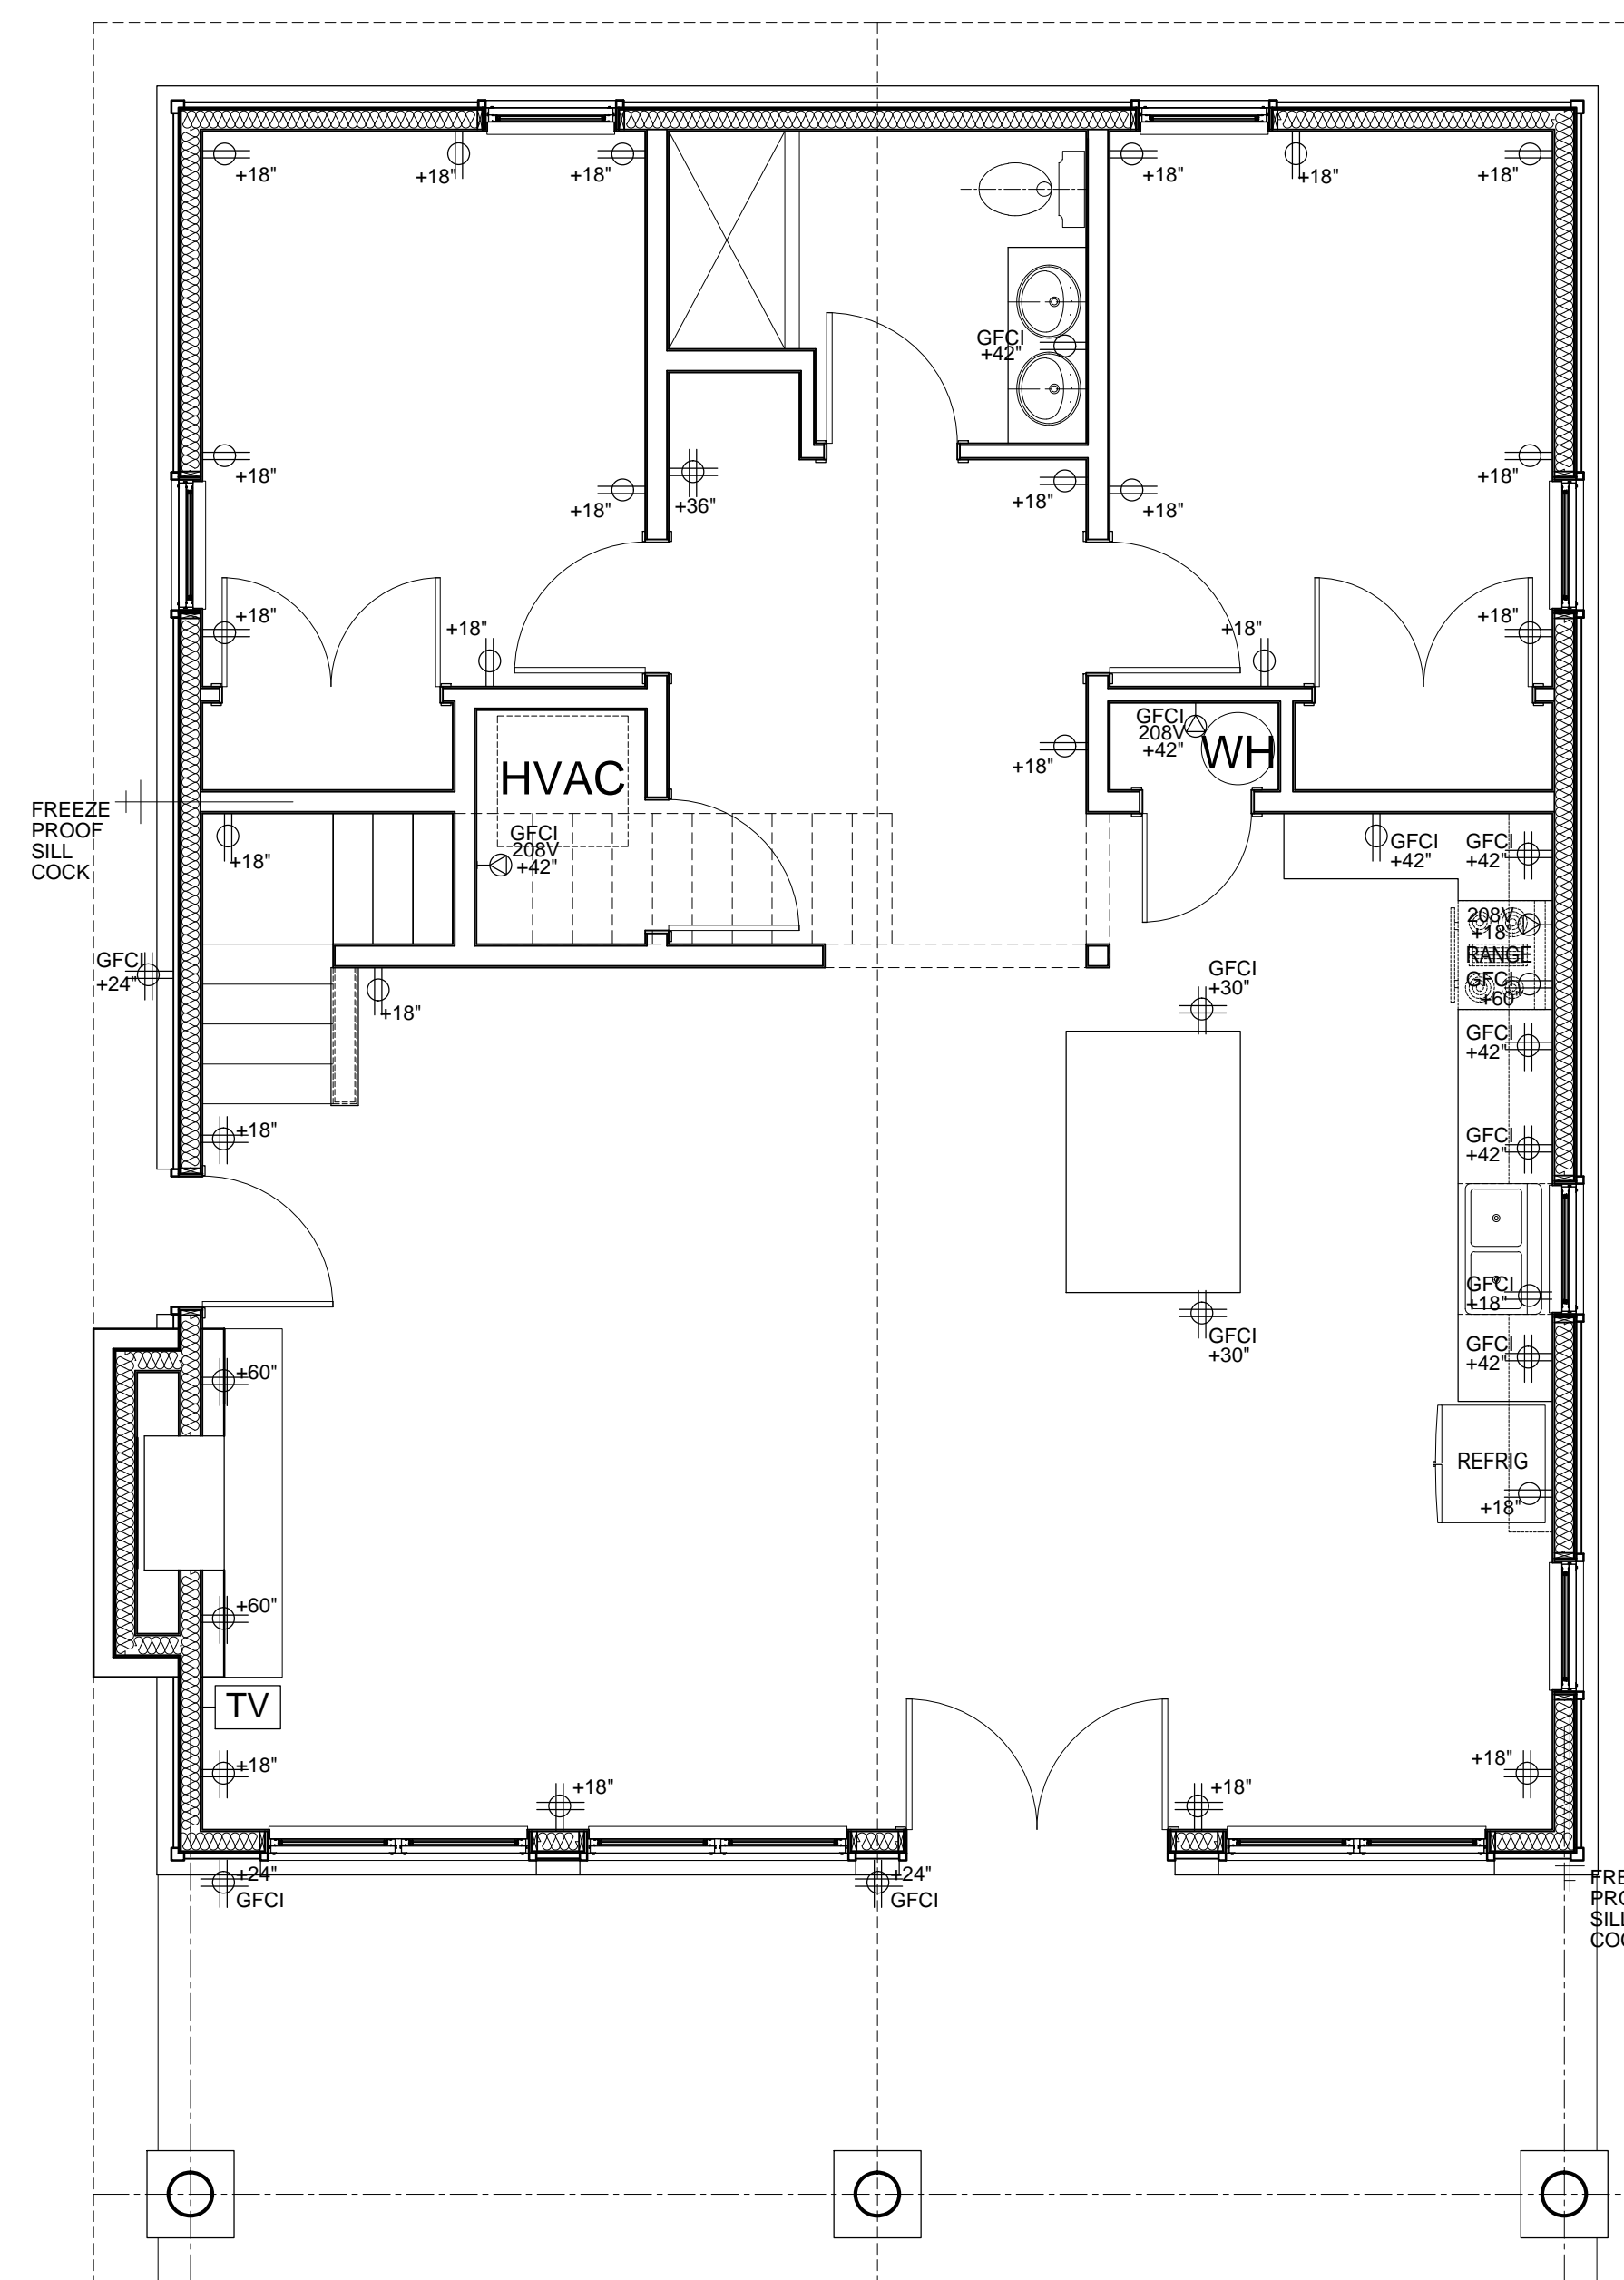 +18"
+18"
+18"
+18"
+18"
+18"
GFCI
+42"
+18"
+18"
+36"
+18"
+18"
+18"
+18"
+18"
+18"
+18"
GFCI
208V
+42"
WH
HVAC
+18"
FREEZE
PROOF
SILL
COCK
+18"
GFCI
208V
+42"
GFCI
+42"
GFCI
+42"
208V
+18"
RANGE
GFCI
+60"
GFCI
+24"
+18"
GFCI
+30"
GFCI
+42"
+18"
GFCI
+42"
GFCI
+18"
GFCI
+30"
GFCI
+42"
+60"
REFRIG
+18"
+60"
TV
+18"
+18"
+18"
+18"
+24"
GFCI
+24"
GFCI
SILL